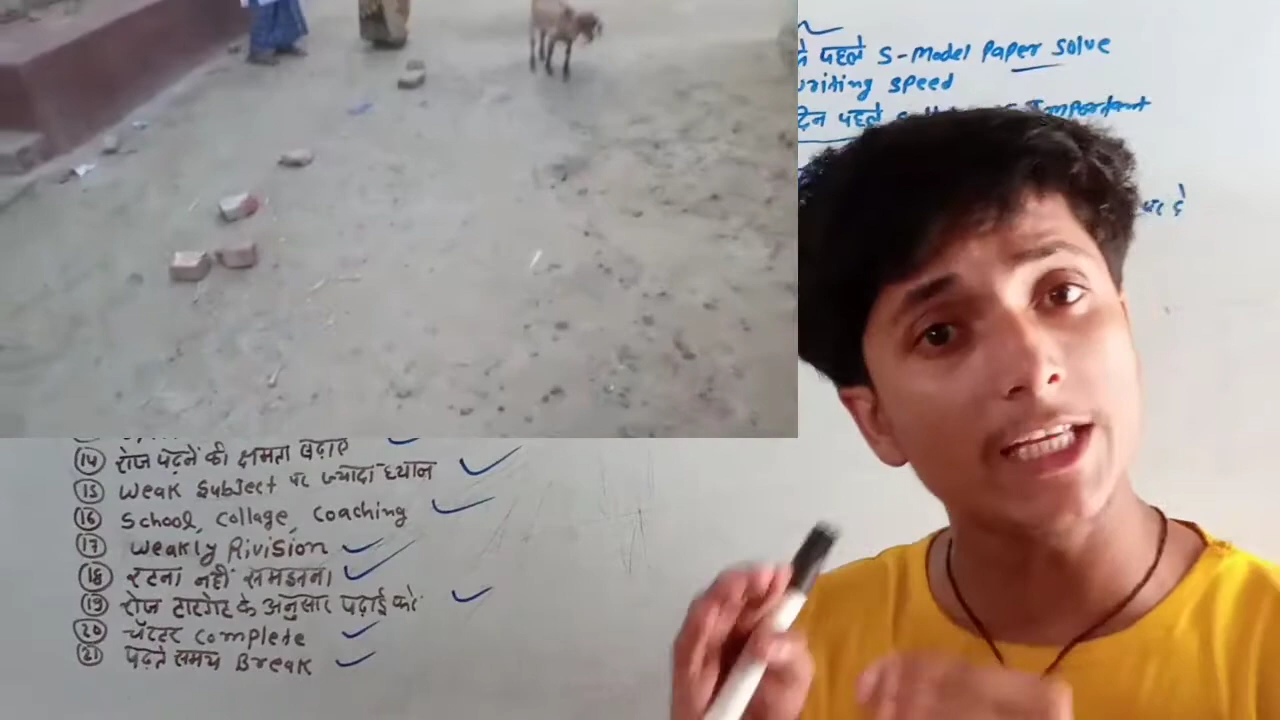 पहले 5-Model Paper Solve
writing speed
दिन पहले Important
पर दे
14 रोज पढ़ने की क्षमता बढ़ाए
15 Weak Subject पर ज्यादा ध्यान
16 School, Collage, Coaching
17 Weakly Rivision
18 रटना नहीं समझना
19 रोज टारगेट के अनुसार पढ़ाई करे
20 चॅप्टर Complete
21 पढ़ते समय Break